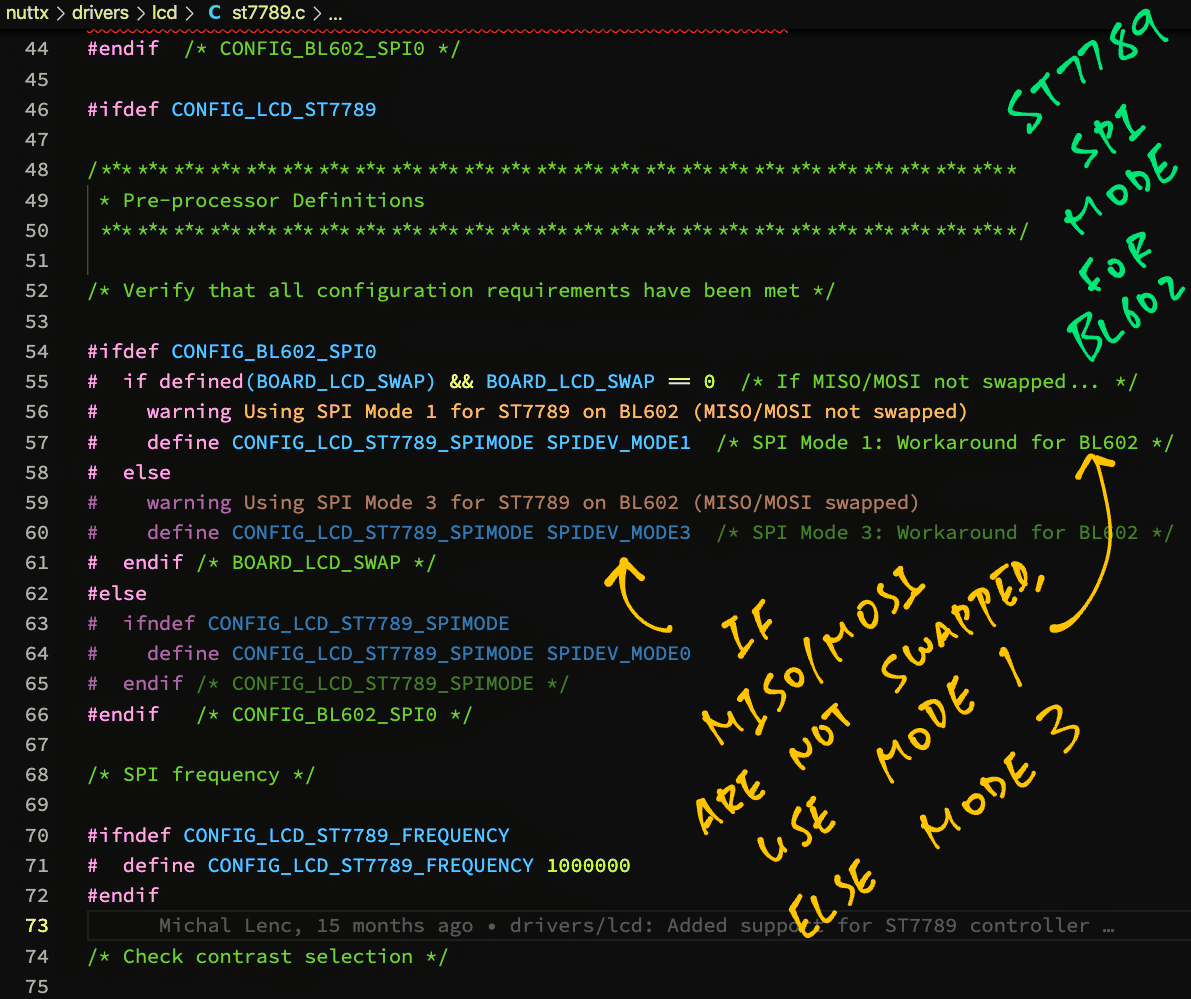 nuttx > drivers > lcd > C st7789.c > ...
44 #endif /* CONFIG_BL602_SPI0 */
45
46 #ifdef CONFIG_LCD_ST7789
47
48 /****************************************************************************
49 * Pre-processor Definitions
50 ****************************************************************************/
51
52 /* Verify that all configuration requirements have been met */
53
54 #ifdef CONFIG_BL602_SPI0
55 # if defined(BOARD_LCD_SWAP) && BOARD_LCD_SWAP == 0 /* If MISO/MOSI not swapped... */
56 # warning Using SPI Mode 1 for ST7789 on BL602 (MISO/MOSI not swapped)
57 # define CONFIG_LCD_ST7789_SPIMODE SPIDEV_MODE1 /* SPI Mode 1: Workaround for BL602 */
58 # else
59 # warning Using SPI Mode 3 for ST7789 on BL602 (MISO/MOSI swapped)
60 # define CONFIG_LCD_ST7789_SPIMODE SPIDEV_MODE3 /* SPI Mode 3: Workaround for BL602 */
61 # endif /* BOARD_LCD_SWAP */
62 #else
63 # ifndef CONFIG_LCD_ST7789_SPIMODE
64 # define CONFIG_LCD_ST7789_SPIMODE SPIDEV_MODE0
65 # endif /* CONFIG_LCD_ST7789_SPIMODE */
66 #endif /* CONFIG_BL602_SPI0 */
67
68 /* SPI frequency */
69
70 #ifndef CONFIG_LCD_ST7789_FREQUENCY
71 # define CONFIG_LCD_ST7789_FREQUENCY 1000000
72 #endif
73 Michal Lenc, 15 months ago • drivers/lcd: Added support for ST7789 controller …
74 /* Check contrast selection */
75
ST7789
SPI
MODE
FOR
BL602
IF
MISO/MOSI
ARE NOT SWAPPED,
USE MODE 1
ELSE MODE 3